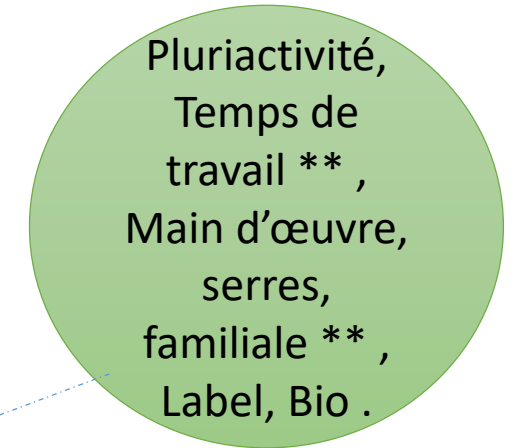 Pluriactivité,
Temps de
travail ** ,
Main d’œuvre,
serres,
familiale ** ,
Label, Bio .